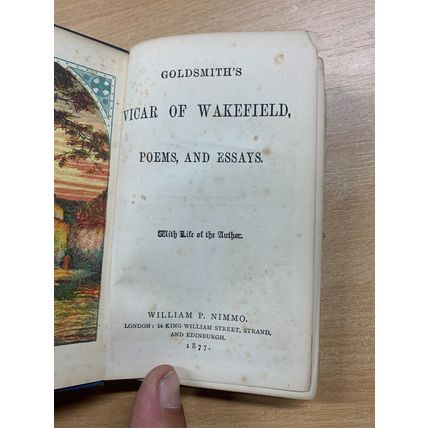 GOLDSMITH'S
VICAR OF WAKEFIELD,
POEMS, AND ESSAYS.
With Life of the Author.
WILLIAM P. NIMMO.
LONDON: 14 KING WILLIAM STREET, STRAND,
AND EDINBURGH.
1877.